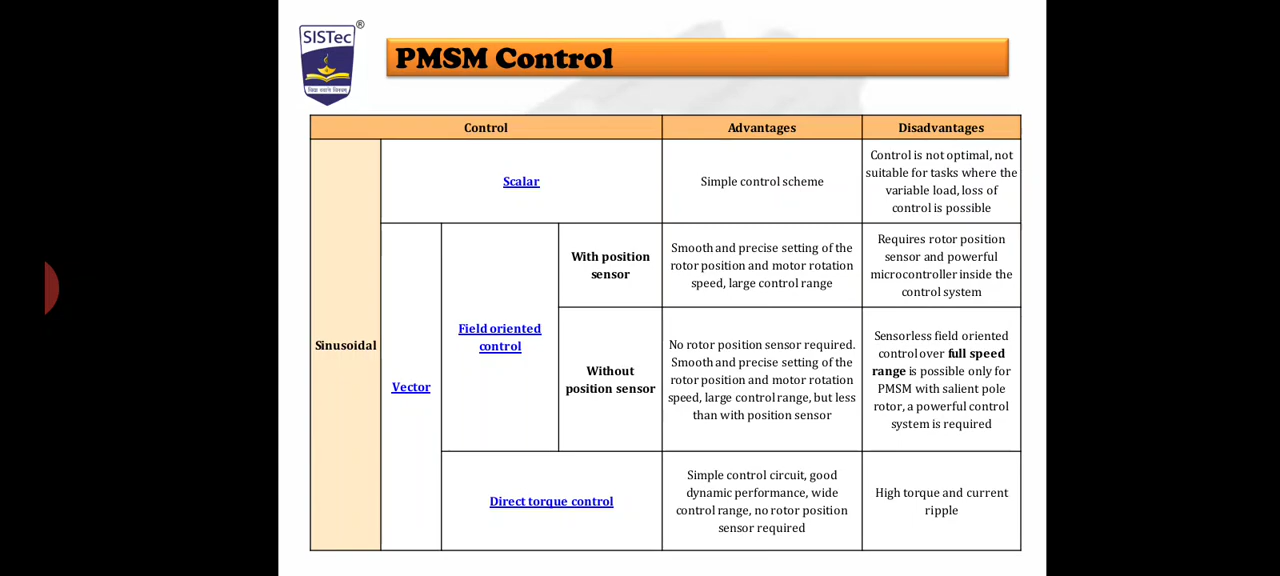 SISTec®
PMSM Control
Control
Advantages
Disadvantages
Sinusoidal
Scalar
Simple control scheme
Control is not optimal, not
suitable for tasks where the
variable load, loss of
control is possible
Vector
Field oriented
control
With position
sensor
Smooth and precise setting of the
rotor position and motor rotation
speed, large control range
Requires rotor position
sensor and powerful
microcontroller inside the
control system
Without
position sensor
No rotor position sensor required.
Smooth and precise setting of the
rotor position and motor rotation
speed, large control range, but less
than with position sensor
Sensorless field oriented
control over full speed
range is possible only for
PMSM with salient pole
rotor, a powerful control
system is required
Direct torque control
Simple control circuit, good
dynamic performance, wide
control range, no rotor position
sensor required
High torque and current
ripple